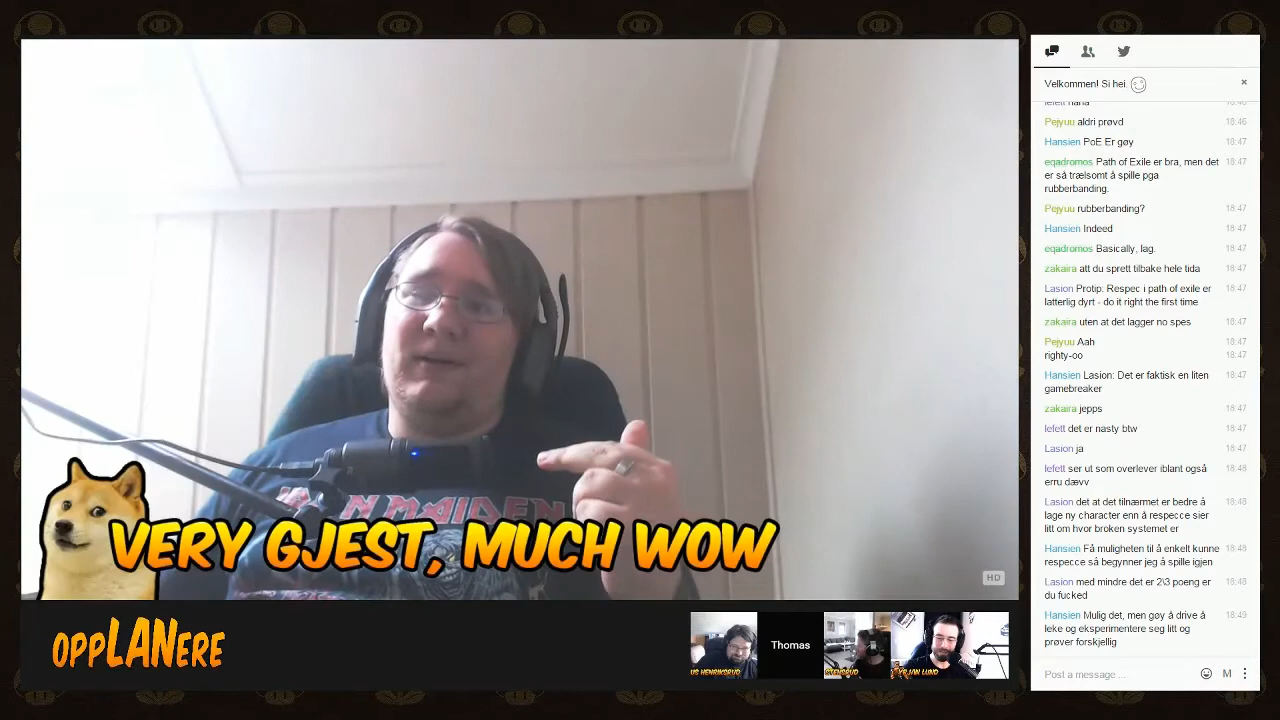 Velkommen! Si hei
lefett haha 18:46
Pejyuu aldri prøvd 18:46
Hansien PoE Er gøy 18:47
eqadromos Path of Exile er bra, men det 18:47
er så trælsomt å spille pga
rubberbanding.
Pejyuu rubberbanding? 18:47
Hansien Indeed 18:47
eqadromos Basically, lag. 18:47
zakaira att du sprett tilbake hele tida 18:47
Lasion Protip: Respec i path of exile er 18:47
latterlig dyrt - do it right the first time
zakaira uten at det lagger no spes 18:47
Pejyuu Aah 18:47
righty-oo 18:47
Hansien Lasion: Det er faktisk en liten 18:47
gamebreaker
zakaira jepps 18:47
lefett det er nasty btw 18:47
Lasion ja 18:47
lefett ser ut som overlever iblant også 18:48
erru dævv
Lasion det at det tilnærmet er bedre å 18:48
lage ny character enn å respecce sier
litt om hvor broken systemet er
Hansien Få muligheten til å enkelt kunne 18:48
respecce så begynner jeg å spille igjen
Lasion med mindre det er 2\3 poeng er 18:48
du fucked
Hansien Mulig det, men gøy å drive å 18:49
leke og eksperimentere seg litt og
prøver forskjellig
Post a message ...
M
MAIDEN
VERY GJEST, MUCH WOW
HD
OPPLANERE
US HENRIKSRUD
Thomas
STENSRUD
JAN LUND